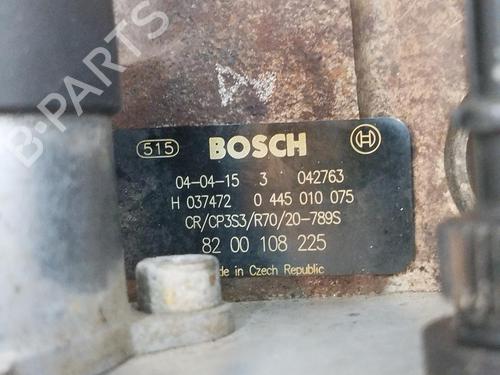 515 BOSCH
04-04-15 3 042763
H 037472 0 445 010 075
CR/CP3S3/R70/20-789S
82 00 108 225
de in Czech Republic
B-PARTS